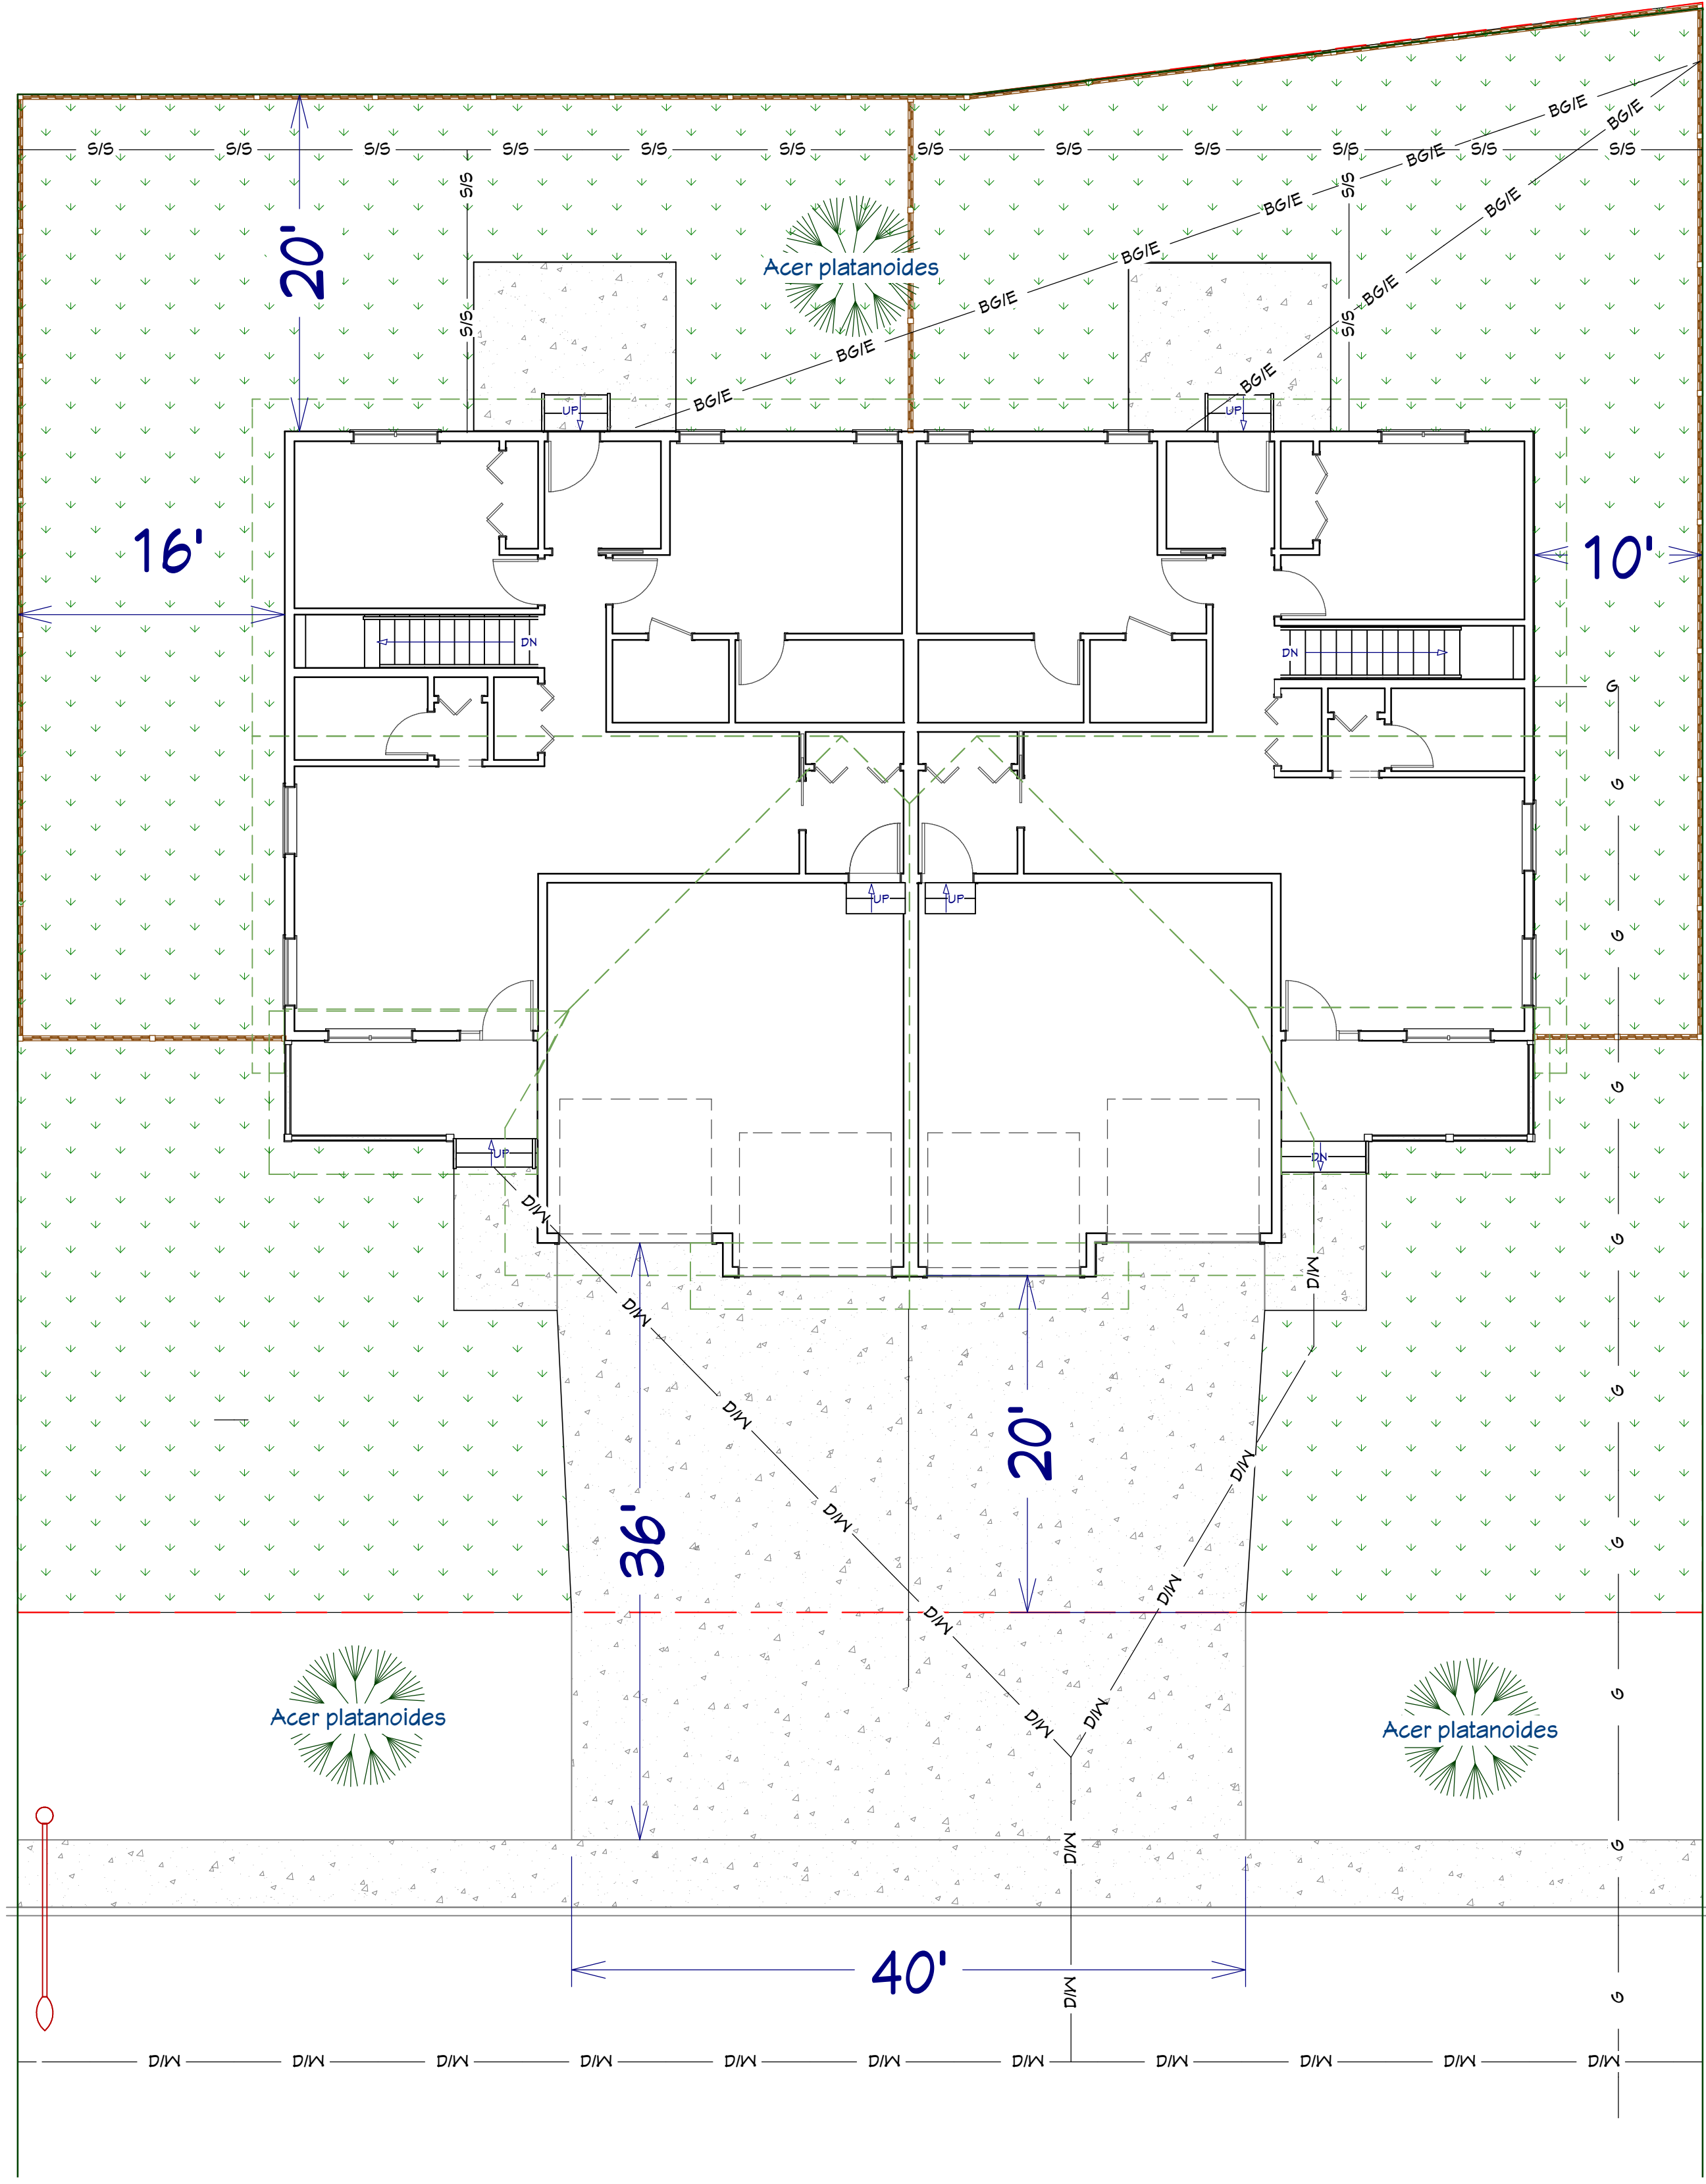 BG/E
BG/E
S/S S/S S/S S/S S/S S/S S/S S/S S/S S/S S/S S/S
BG/E
S/S
S/S
BG/E
BG/E
BG/E
20'
Acer platanoides
BG/E
BG/E
S/S
S/S
BG/E
BG/E
BG/E
UP
UP
16'
10'
DN
DN
G
G
UP
UP
G
G
UP
DN
D/W
G
D/W
D/W
G
D/W
20'
D/W
D/W
36'
G
D/W
D/W
G
D/W
Acer platanoides
D/W
Acer platanoides
D/W
G
40'
D/W
G
D/W D/W D/W D/W D/W D/W D/W D/W D/W D/W D/W